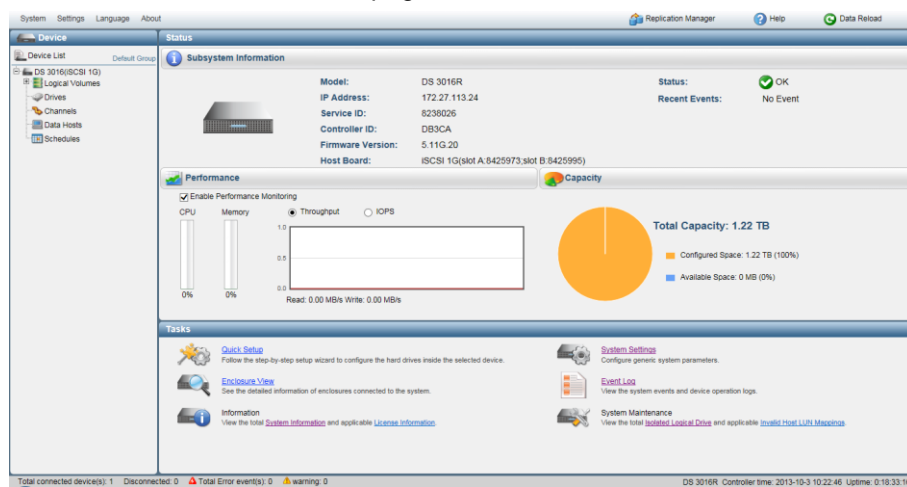 System Settings Language About
Replication Manager Help Data Reload
Device
Status
Device List Default Group
DS 3016(iSCSI 1G)
Logical Volumes
Drives
Channels
Data Hosts
Schedules
Subsystem Information
Model: DS 3016R
IP Address: 172.27.113.24
Service ID: 8238026
Controller ID: DB3CA
Firmware Version: 5.11G.20
Host Board: iSCSI 1G(slot A:8425973;slot B:8425995)
Status: OK
Recent Events: No Event
Performance
Enable Performance Monitoring
CPU Memory Throughput IOPS
1.0
0.5
0.0
0% 0%
Read: 0.00 MB/s Write: 0.00 MB/s
Capacity
Total Capacity: 1.22 TB
Configured Space: 1.22 TB (100%)
Available Space: 0 MB (0%)
Tasks
Quick Setup
Follow the step-by-step setup wizard to configure the hard drives inside the selected device.
System Settings
Configure generic system parameters.
Enclosure View
See the detailed information of enclosures connected to the system.
Event Log
View the system events and device operation logs.
Information
View the total System Information and applicable License Information.
System Maintenance
View the total Isolated Logical Drive and applicable Invalid Host LUN Mappings.
Total connected device(s): 1 Disconnected: 0 Total Error event(s): 0 warning: 0
DS 3016R Controller time: 2013-10-3 10:22:46 Uptime: 0:18:33: